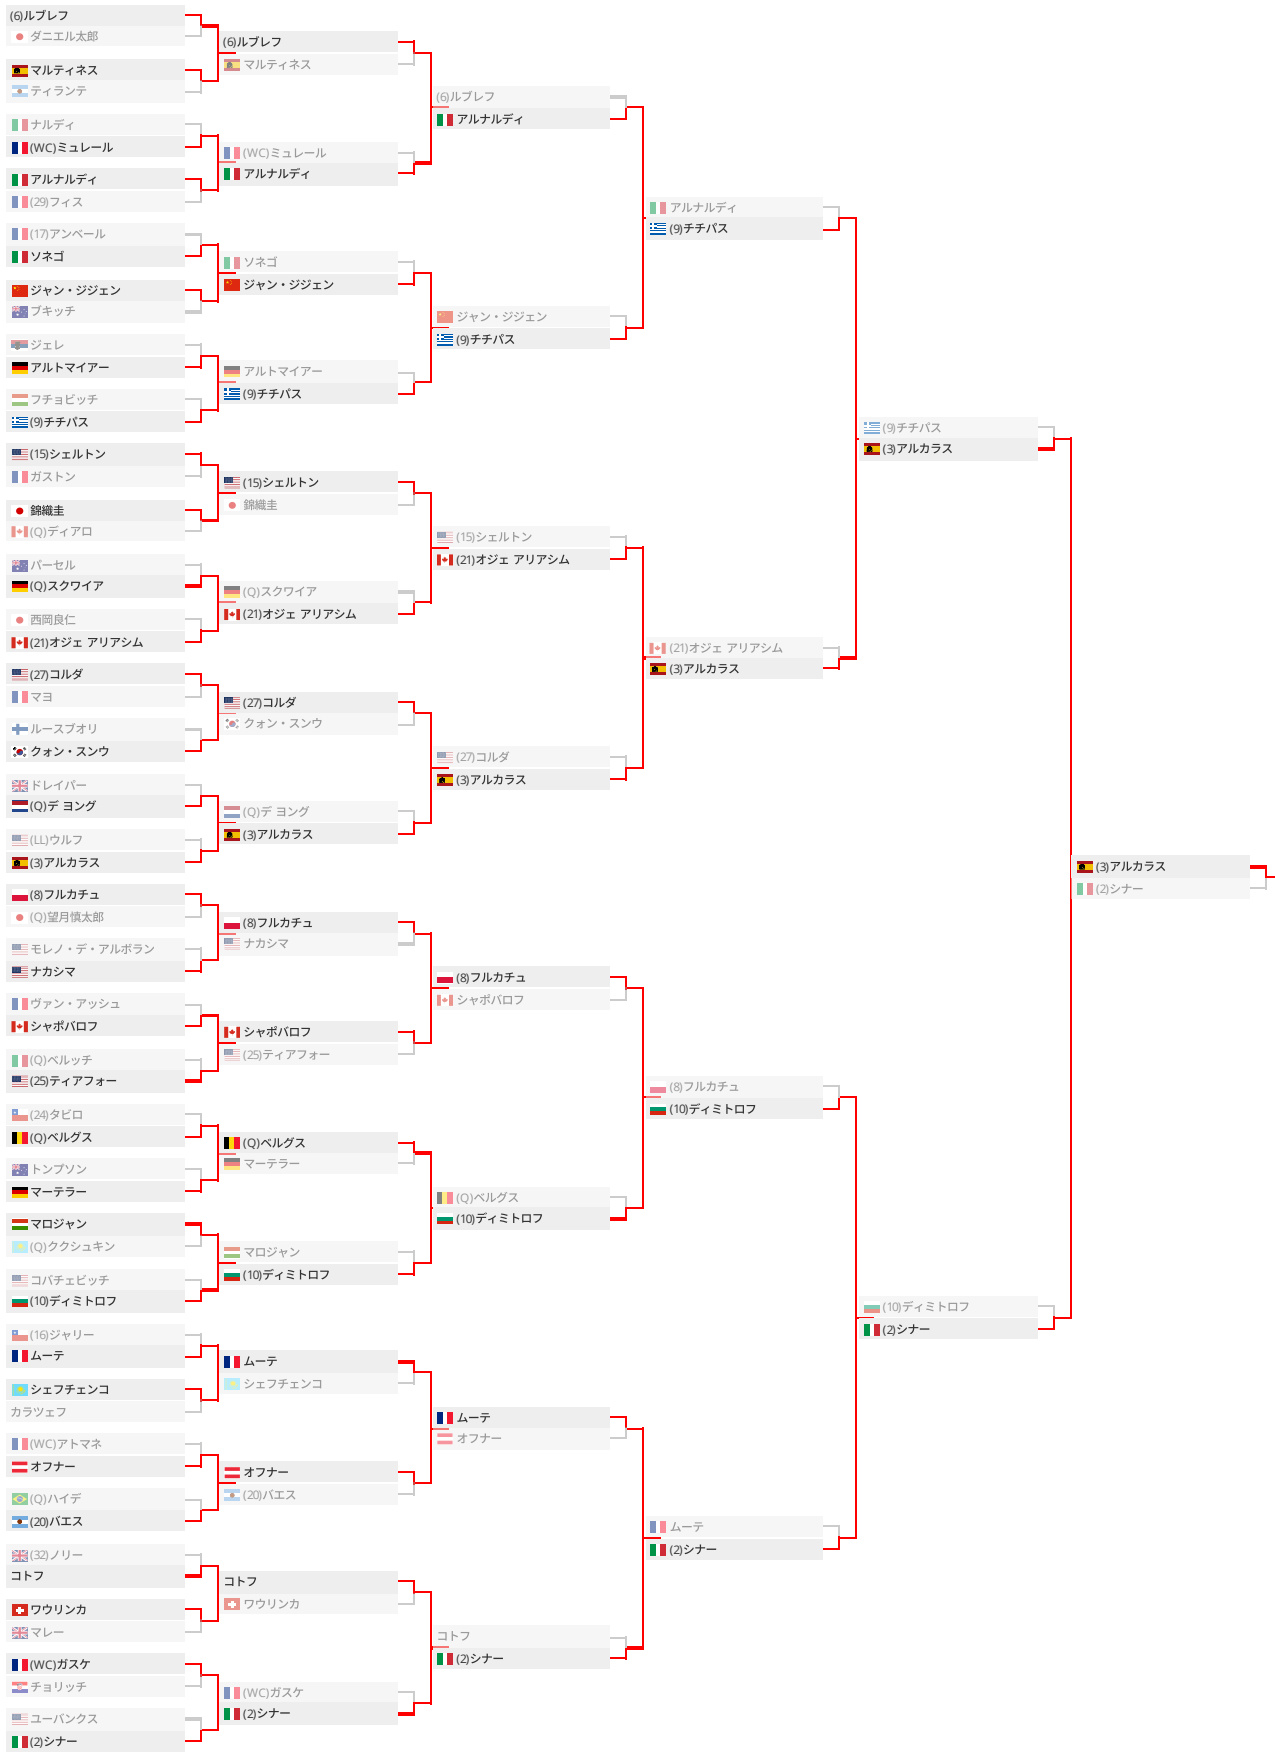 (6)ルブレフ
ダニエル太郎
マルティネス
ティランテ
ナルディ
(WC)ミュレール
アルナルディ
(29)フィス
(17)アンベール
ソネゴ
ジャン・ジジェン
ブキッチ
ジェレ
アルトマイアー
フチョビッチ
(9)チチパス
(15)シェルトン
ガストン
錦織圭
(Q)ディアロ
パーセル
(Q)スクワイア
西岡良仁
(21)オジェ アリアシム
(27)コルダ
マヨ
ルースブオリ
クォン・スンウ
ドレイパー
(Q)デ ヨング
(LL)ウルフ
(3)アルカラス
(8)フルカチュ
(Q)望月慎太郎
モレノ・デ・アルボラン
ナカシマ
ヴァン・アッシュ
シャポバロフ
(Q)ベルッチ
(25)ティアフォー
(24)タビロ
(Q)ベルグス
トンプソン
マーテラー
マロジャン
(Q)ククシュキン
コバチェビッチ
(10)ディミトロフ
(16)ジャリー
ムーテ
シェフチェンコ
カラツェフ
(WC)アトマネ
オフナー
(Q)ハイデ
(20)バエス
(32)ノリー
コトフ
ワウリンカ
マレー
(WC)ガスケ
チョリッチ
ユーバンクス
(2)シナー
(6)ルブレフ
マルティネス
(WC)ミュレール
アルナルディ
ソネゴ
ジャン・ジジェン
アルトマイアー
(9)チチパス
(15)シェルトン
錦織圭
(Q)スクワイア
(21)オジェ アリアシム
(27)コルダ
クォン・スンウ
(Q)デ ヨング
(3)アルカラス
(8)フルカチュ
ナカシマ
シャポバロフ
(25)ティアフォー
(Q)ベルグス
マーテラー
マロジャン
(10)ディミトロフ
ムーテ
シェフチェンコ
オフナー
(20)バエス
コトフ
ワウリンカ
(WC)ガスケ
(2)シナー
(6)ルブレフ
アルナルディ
ジャン・ジジェン
(9)チチパス
(15)シェルトン
(21)オジェ アリアシム
(27)コルダ
(3)アルカラス
(8)フルカチュ
シャポバロフ
(Q)ベルグス
(10)ディミトロフ
ムーテ
オフナー
コトフ
(2)シナー
アルナルディ
(9)チチパス
(21)オジェ アリアシム
(3)アルカラス
(8)フルカチュ
(10)ディミトロフ
ムーテ
(2)シナー
(9)チチパス
(3)アルカラス
(10)ディミトロフ
(2)シナー
(3)アルカラス
(2)シナー